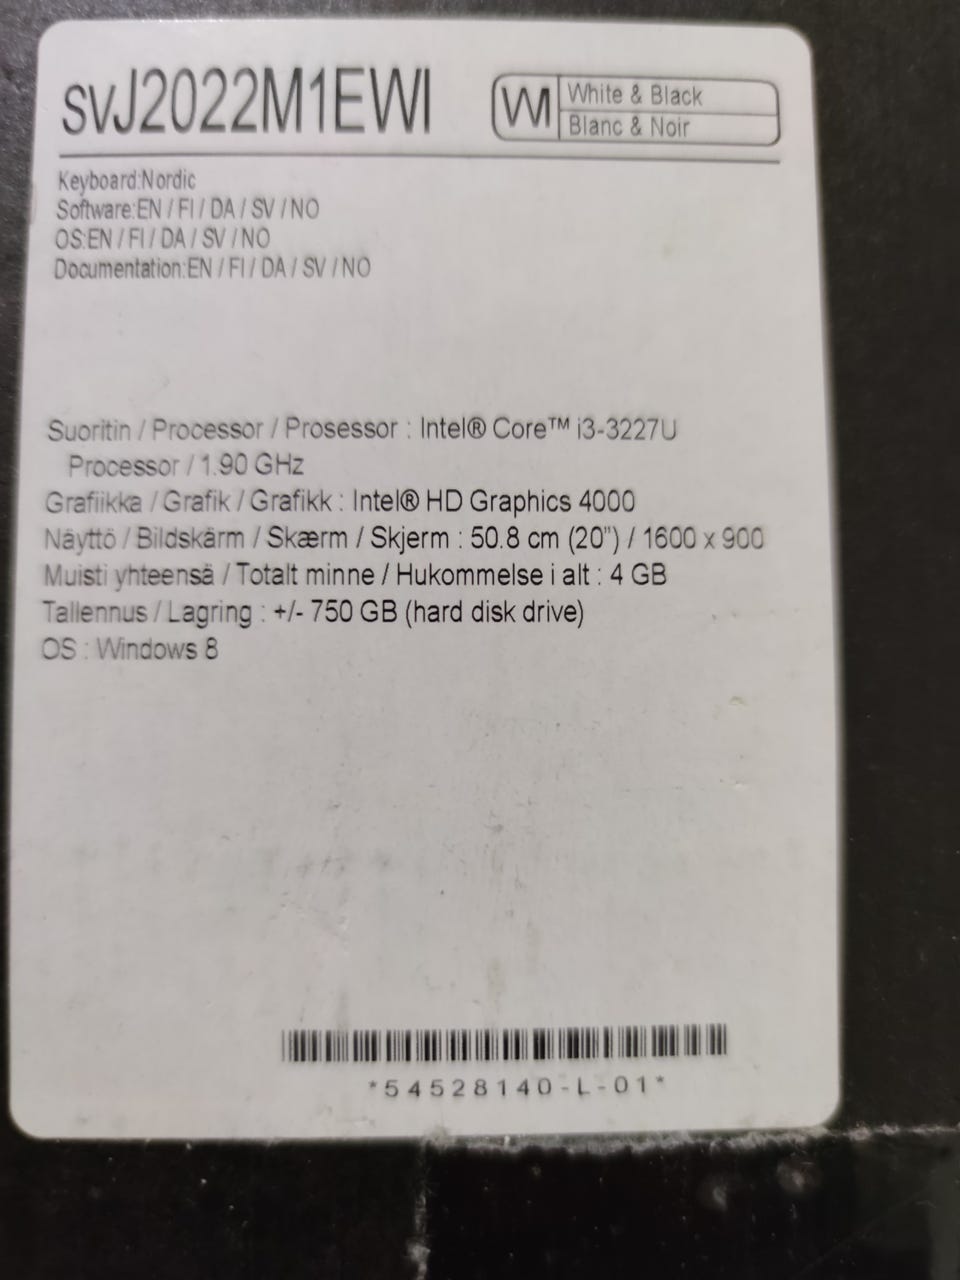 SVJ2022M1EWI
WI White & Black
Blanc & Noir
Keyboard:Nordic
Software:EN / FI / DA / SV / NO
OS:EN / FI / DA / SV / NO
Documentation:EN / FI / DA / SV / NO
Suoritin / Processor / Prosessor : Intel® Core™ i3-3227U
Processor / 1.90 GHz
Grafiikka / Grafik / Grafikk : Intel® HD Graphics 4000
Näyttö / Bildskärm / Skærm / Skjerm : 50.8 cm (20") / 1600 x 900
Muisti yhteensä / Totalt minne / Hukommelse i alt : 4 GB
Tallennus / Lagring : +/- 750 GB (hard disk drive)
OS : Windows 8
*54528140-L-01*